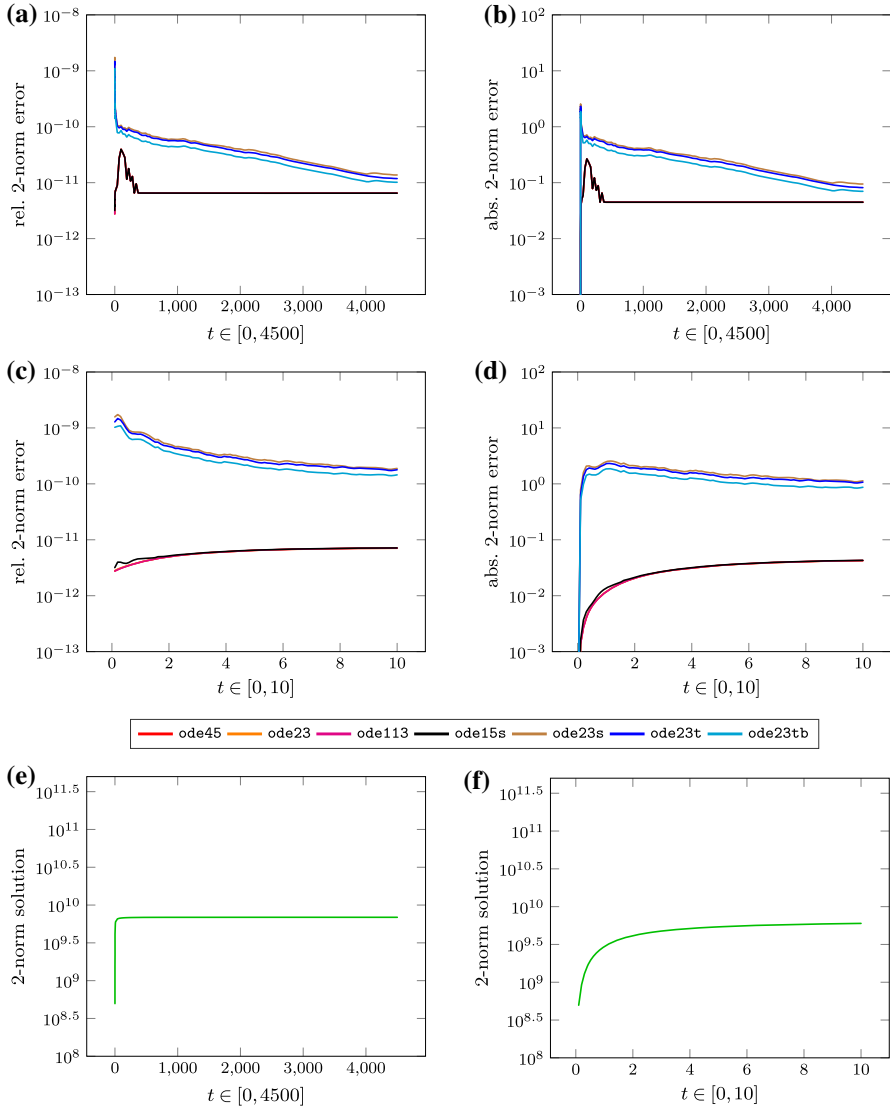 (a)
(b)
rel. 2-norm error
10^{-8}
10^{-9}
10^{-10}
10^{-11}
10^{-12}
10^{-13}
0 1,000 2,000 3,000 4,000
t ∈ [0, 4500]
abs. 2-norm error
10^{2}
10^{1}
10^{0}
10^{-1}
10^{-2}
10^{-3}
0 1,000 2,000 3,000 4,000
t ∈ [0, 4500]
(c)
(d)
rel. 2-norm error
10^{-8}
10^{-9}
10^{-10}
10^{-11}
10^{-12}
10^{-13}
0 2 4 6 8 10
t ∈ [0, 10]
abs. 2-norm error
10^{2}
10^{1}
10^{0}
10^{-1}
10^{-2}
10^{-3}
0 2 4 6 8 10
t ∈ [0, 10]
ode45 ode23 ode113 ode15s ode23s ode23t ode23tb
(e)
(f)
2-norm solution
10^{11.5}
10^{11}
10^{10.5}
10^{10}
10^{9.5}
10^{9}
10^{8.5}
10^{8}
0 1,000 2,000 3,000 4,000
t ∈ [0, 4500]
2-norm solution
10^{11.5}
10^{11}
10^{10.5}
10^{10}
10^{9.5}
10^{9}
10^{8.5}
10^{8}
0 2 4 6 8 10
t ∈ [0, 10]